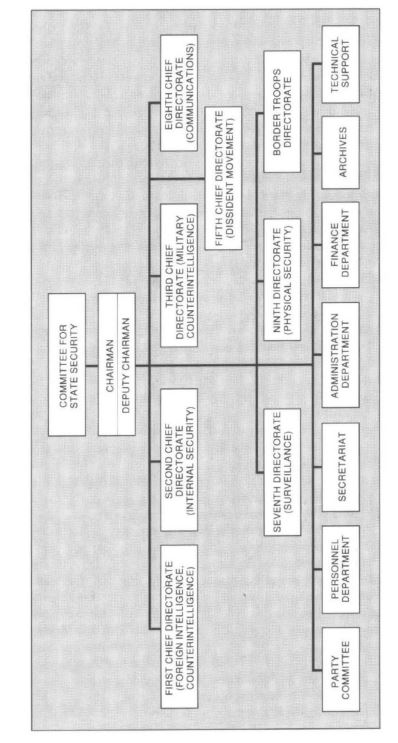 COMMITTEE FOR
STATE SECURITY
CHAIRMAN
DEPUTY CHAIRMAN
FIRST CHIEF DIRECTORATE
(FOREIGN INTELLIGENCE,
COUNTERINTELLIGENCE)
SECOND CHIEF
DIRECTORATE
(INTERNAL SECURITY)
THIRD CHIEF
DIRECTORATE (MILITARY
COUNTERINTELLIGENCE)
EIGHTH CHIEF
DIRECTORATE
(COMMUNICATIONS)
FIFTH CHIEF DIRECTORATE
(DISSIDENT MOVEMENT)
SEVENTH DIRECTORATE
(SURVEILLANCE)
NINTH DIRECTORATE
(PHYSICAL SECURITY)
BORDER TROOPS
DIRECTORATE
PARTY
COMMITTEE
PERSONNEL
DEPARTMENT
SECRETARIAT
ADMINISTRATION
DEPARTMENT
FINANCE
DEPARTMENT
ARCHIVES
TECHNICAL
SUPPORT